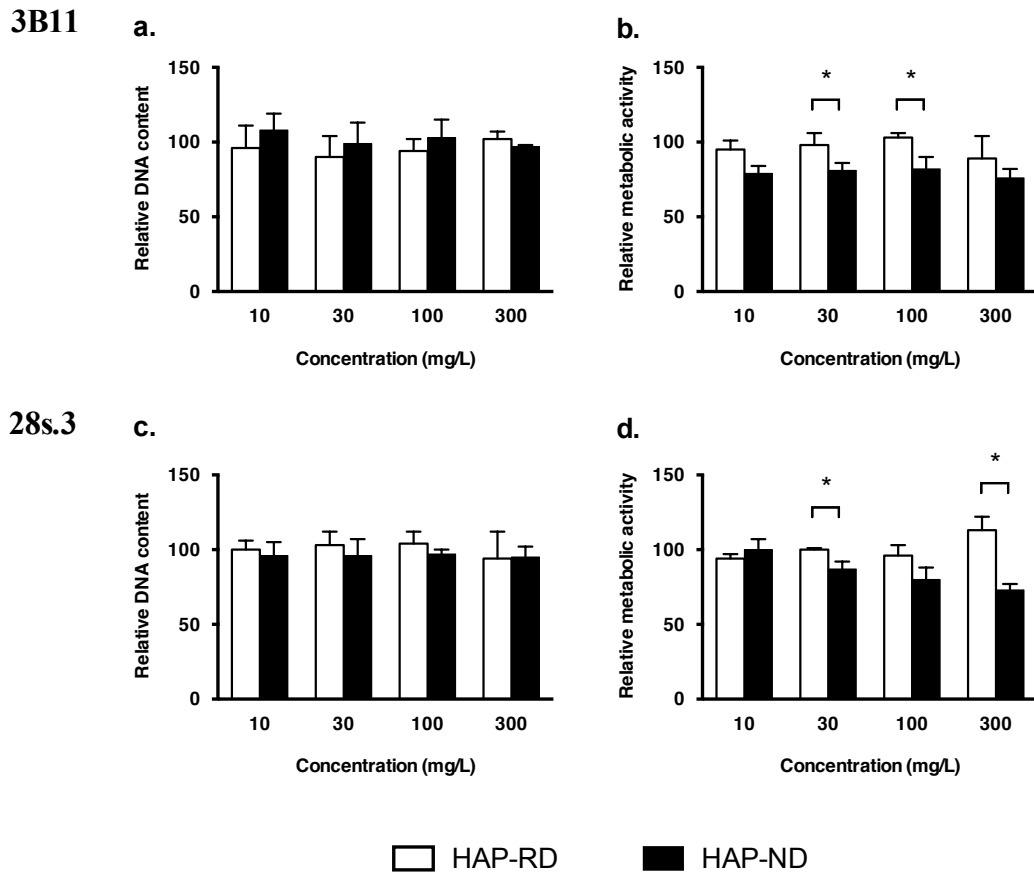 3B11
a.
150
100
50
0
Relative DNA content
10 30 100 300
Concentration (mg/L)
b.
150
100
50
0
Relative metabolic activity
* *
10 30 100 300
Concentration (mg/L)
28s.3
c.
150
100
50
0
Relative DNA content
10 30 100 300
Concentration (mg/L)
d.
150
100
50
0
Relative metabolic activity
* *
10 30 100 300
Concentration (mg/L)
HAP-RD HAP-ND